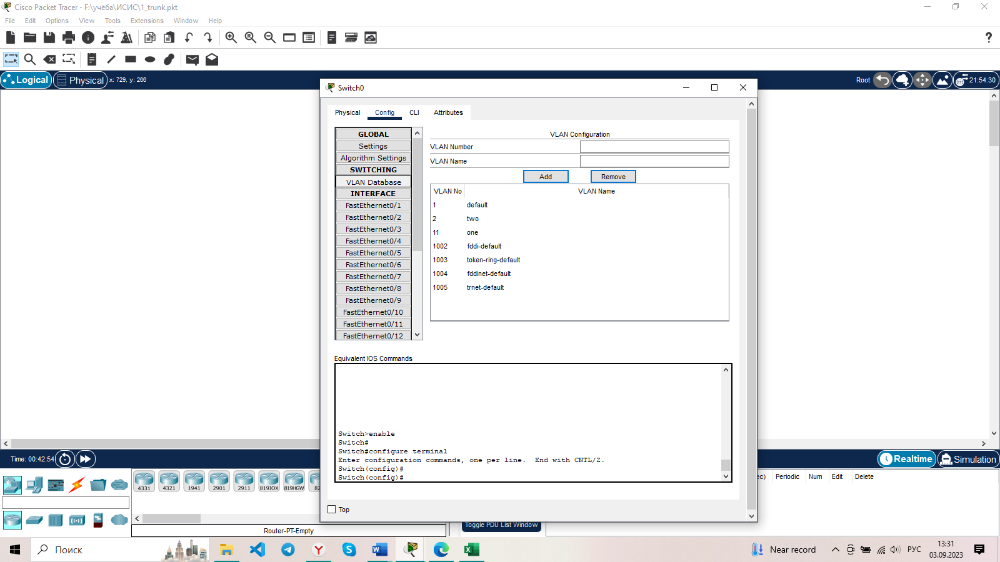 Cisco Packet Tracer - F:\учёба\ИСИС\1_trunk.pkt
File Edit Options View Tools Extensions Window Help
Logical Physical x: 729, y: 266 Root 21:54:30
Switch0
Physical Config CLI Attributes
GLOBAL
Settings
Algorithm Settings
SWITCHING
VLAN Database
INTERFACE
FastEthernet0/1
FastEthernet0/2
FastEthernet0/3
FastEthernet0/4
FastEthernet0/5
FastEthernet0/6
FastEthernet0/7
FastEthernet0/8
FastEthernet0/9
FastEthernet0/10
FastEthernet0/11
FastEthernet0/12
VLAN Configuration
VLAN Number
VLAN Name
Add Remove
VLAN No VLAN Name
1 default
2 two
11 one
1002 fddi-default
1003 token-ring-default
1004 fddinet-default
1005 trnet-default
Equivalent IOS Commands
Switch>enable
Switch#
Switch#configure terminal
Enter configuration commands, one per line. End with CNTL/Z.
Switch(config)#
Switch(config)#
Top
Time: 00:42:54 Realtime Simulation
4331 4321 1941 2901 2911 819IOX 819HGW
Periodic Num Edit Delete
Router-PT-Empty
Toggle PDU List Window
Поиск
Near record
РУС
13:31
03.09.2023